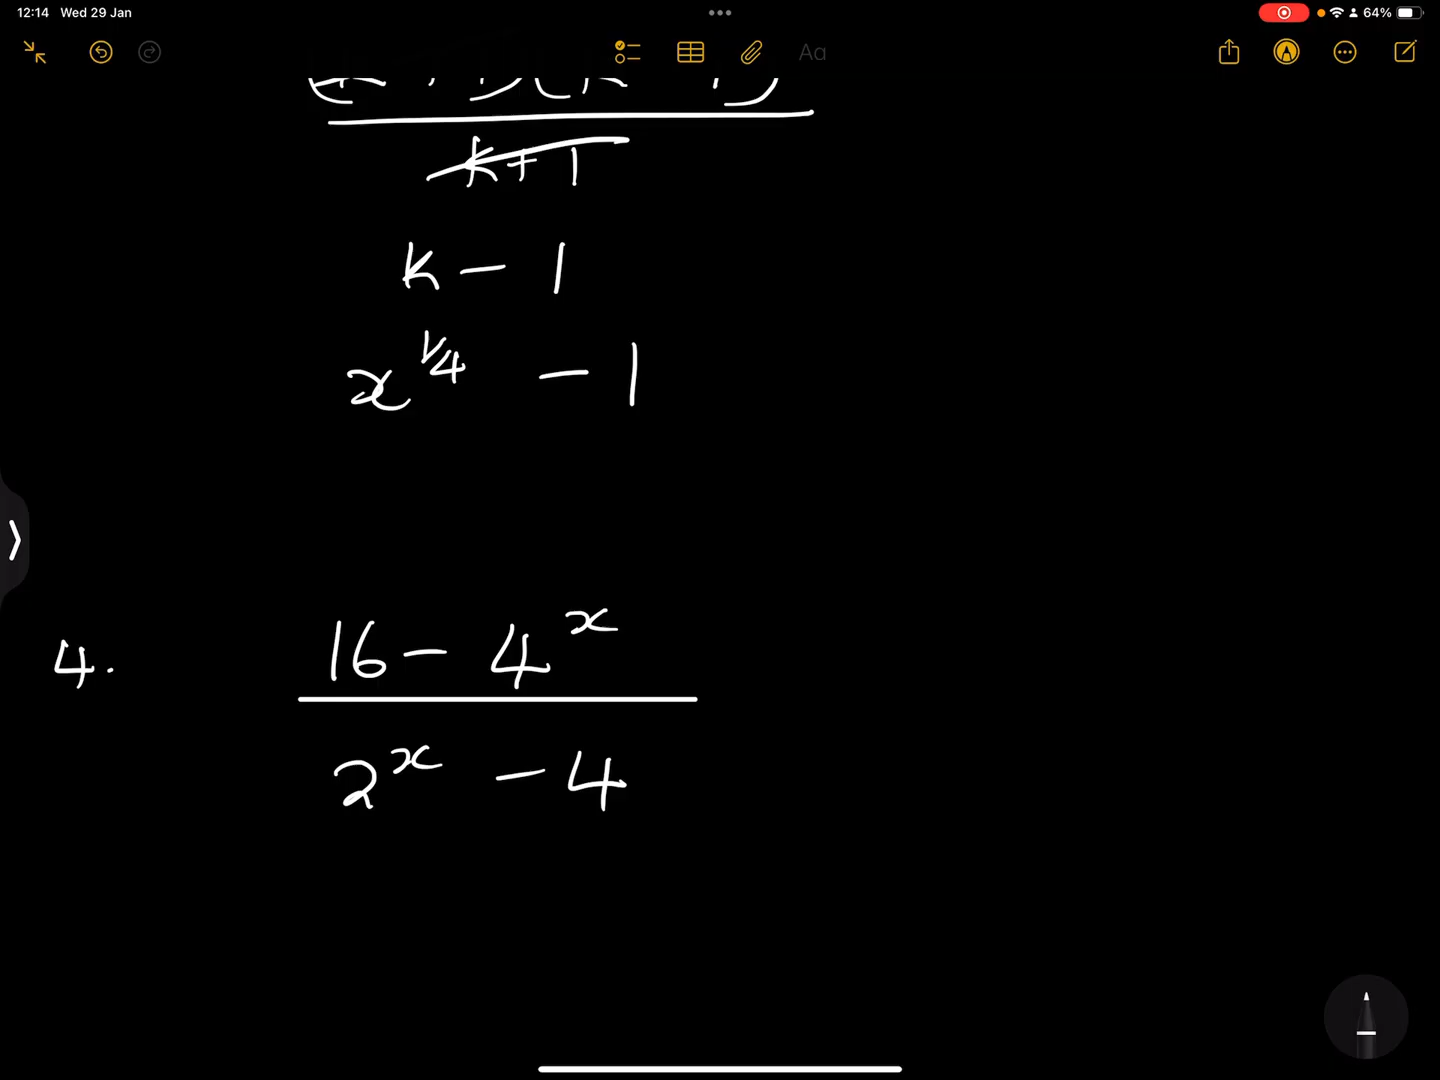 12:14 Wed 29 Jan 64%
Aa
k+1
k - 1
x^{1/4} - 1
4. 16 - 4^x
2^x - 4